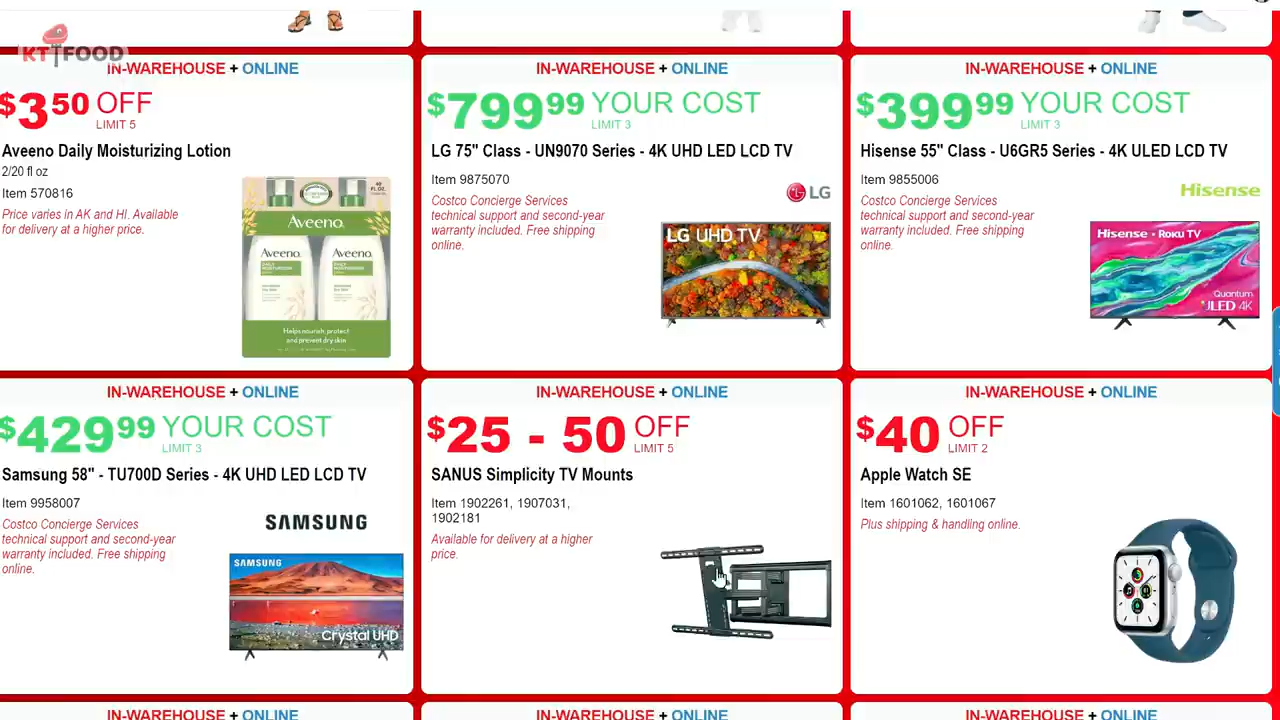 KTFOOD
IN-WAREHOUSE + ONLINE
$3 50 OFF
LIMIT 5
Aveeno Daily Moisturizing Lotion
2/20 fl oz
Item 570816
Price varies in AK and HI. Available
for delivery at a higher price.
Aveeno
Aveeno
Aveeno
Helps nourish, protect
and prevent dry skin
IN-WAREHOUSE + ONLINE
$799 99 YOUR COST
LIMIT 3
LG 75" Class - UN9070 Series - 4K UHD LED LCD TV
Item 9875070
Costco Concierge Services
technical support and second-year
warranty included. Free shipping
online.
LG
LG UHD TV
IN-WAREHOUSE + ONLINE
$399 99 YOUR COST
LIMIT 3
Hisense 55" Class - U6GR5 Series - 4K ULED LCD TV
Item 9855006
Costco Concierge Services
technical support and second-year
warranty included. Free shipping
online.
Hisense
Hisense • Roku TV
Quantum
ULED 4K
IN-WAREHOUSE + ONLINE
$429 99 YOUR COST
LIMIT 3
Samsung 58" - TU700D Series - 4K UHD LED LCD TV
Item 9958007
Costco Concierge Services
technical support and second-year
warranty included. Free shipping
online.
SAMSUNG
SAMSUNG
Crystal UHD
IN-WAREHOUSE + ONLINE
$25 - 50 OFF
LIMIT 5
SANUS Simplicity TV Mounts
Item 1902261, 1907031,
1902181
Available for delivery at a higher
price.
IN-WAREHOUSE + ONLINE
$40 OFF
LIMIT 2
Apple Watch SE
Item 1601062, 1601067
Plus shipping & handling online.
IN-WAREHOUSE + ONLINE
IN-WAREHOUSE + ONLINE
IN-WAREHOUSE + ONLINE